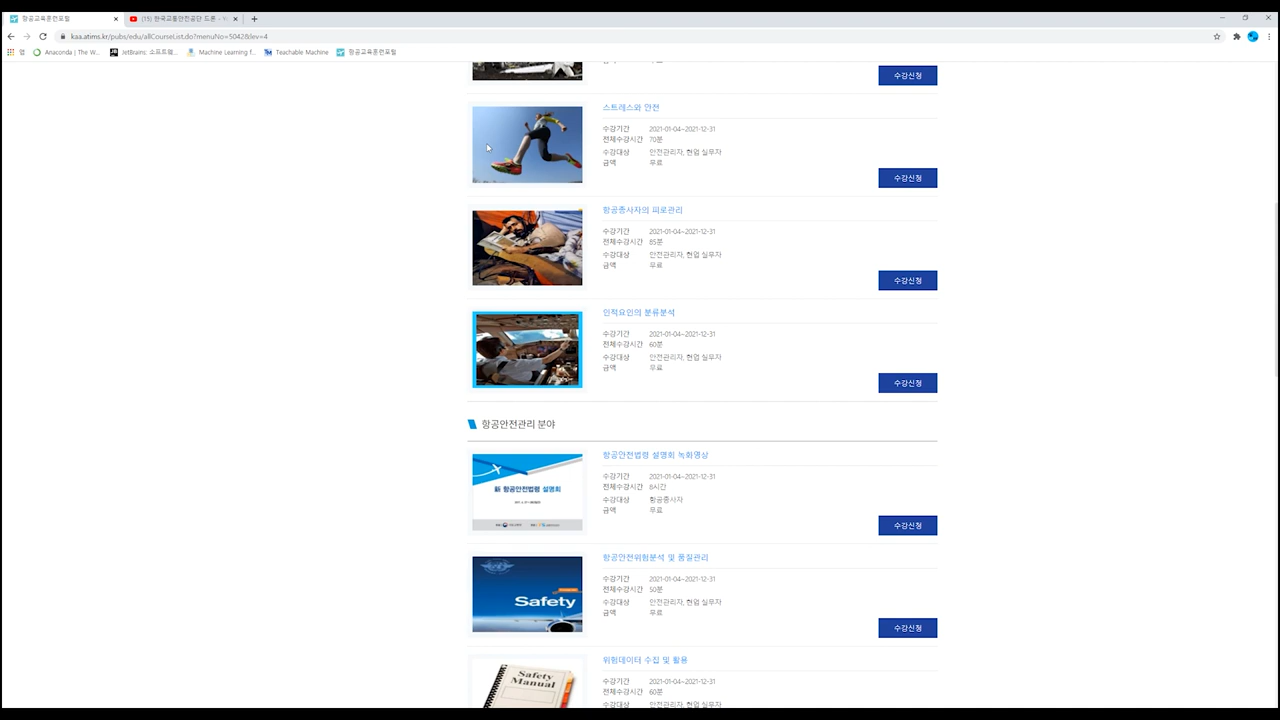 항공교육훈련포털
(15) 한국교통안전공단 드론 - Y
kaa.atims.kr/pubs/edu/allCourseList.do?menuNo=5042&lev=4
앱
Anaconda | The W...
JetBrains: 소프트웨...
Machine Learning f...
Teachable Machine
항공교육훈련포털
수강신청
스트레스와 안전
수강기간 2021-01-04~2021-12-31
전체수강시간 70분
수강대상 안전관리자, 현업 실무자
금액 무료
수강신청
항공종사자의 피로관리
수강기간 2021-01-04~2021-12-31
전체수강시간 85분
수강대상 안전관리자, 현업 실무자
금액 무료
수강신청
인적요인의 분류분석
수강기간 2021-01-04~2021-12-31
전체수강시간 60분
수강대상 안전관리자, 현업 실무자
금액 무료
수강신청
항공안전관리 분야
新 항공안전법령 설명회
항공안전법령 설명회 녹화영상
수강기간 2021-01-04~2021-12-31
전체수강시간 8시간
수강대상 항공종사자
금액 무료
수강신청
Safety
항공안전위험분석 및 품질관리
수강기간 2021-01-04~2021-12-31
전체수강시간 50분
수강대상 안전관리자, 현업 실무자
금액 무료
수강신청
Safety
Manual
위험데이터 수집 및 활용
수강기간 2021-01-04~2021-12-31
전체수강시간 60분
수강대상 안전관리자, 현업 실무자